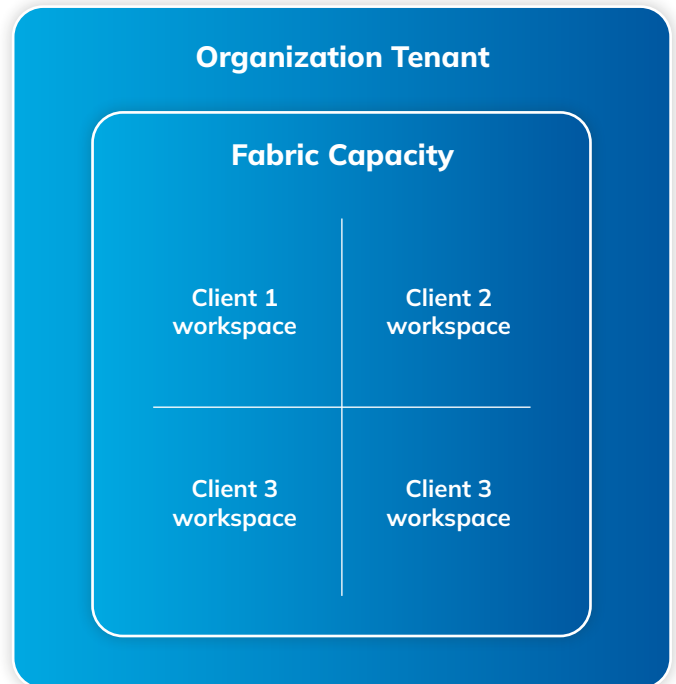 Organization Tenant
Fabric Capacity
Client 1
workspace
Client 2
workspace
Client 3
workspace
Client 3
workspace